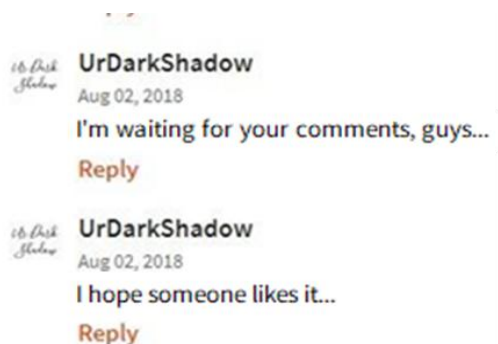 UrDarkShadow
Aug 02, 2018
I'm waiting for your comments, guys...
Reply
UrDarkShadow
Aug 02, 2018
I hope someone likes it...
Reply